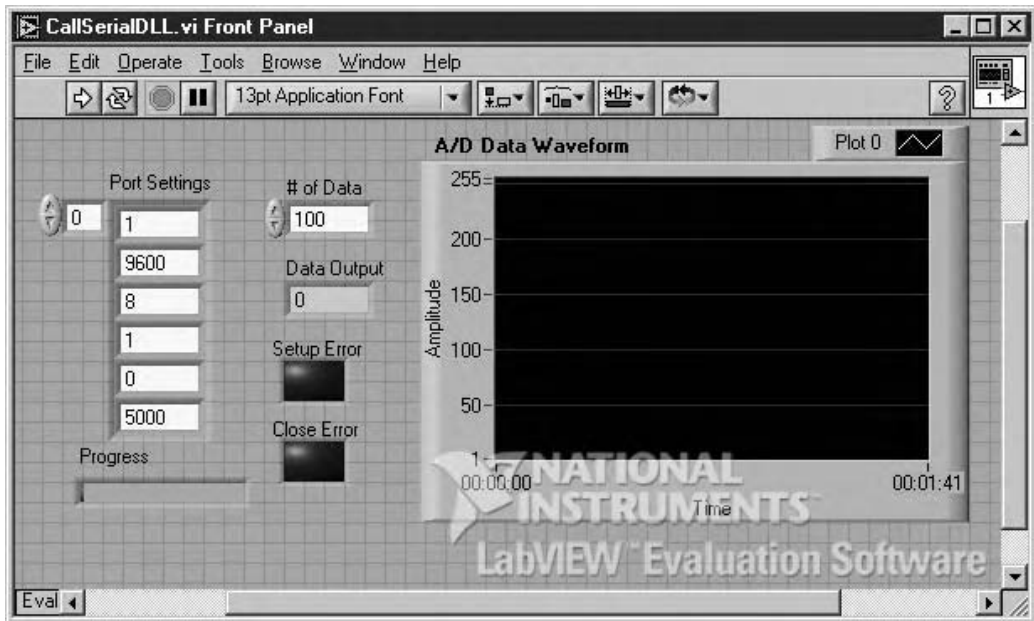 CallSerialDLL.vi Front Panel
File Edit Operate Tools Browse Window Help
13pt Application Font
1
A/D Data Waveform
Plot 0
Port Settings
0
1
9600
8
1
0
5000
Progress
# of Data
100
Data Output
0
Setup Error
Close Error
Amplitude
255
200
150
100
50
1
00:00:00
00:01:41
Time
NATIONAL
INSTRUMENTS
LabVIEW™ Evaluation Software
Eval